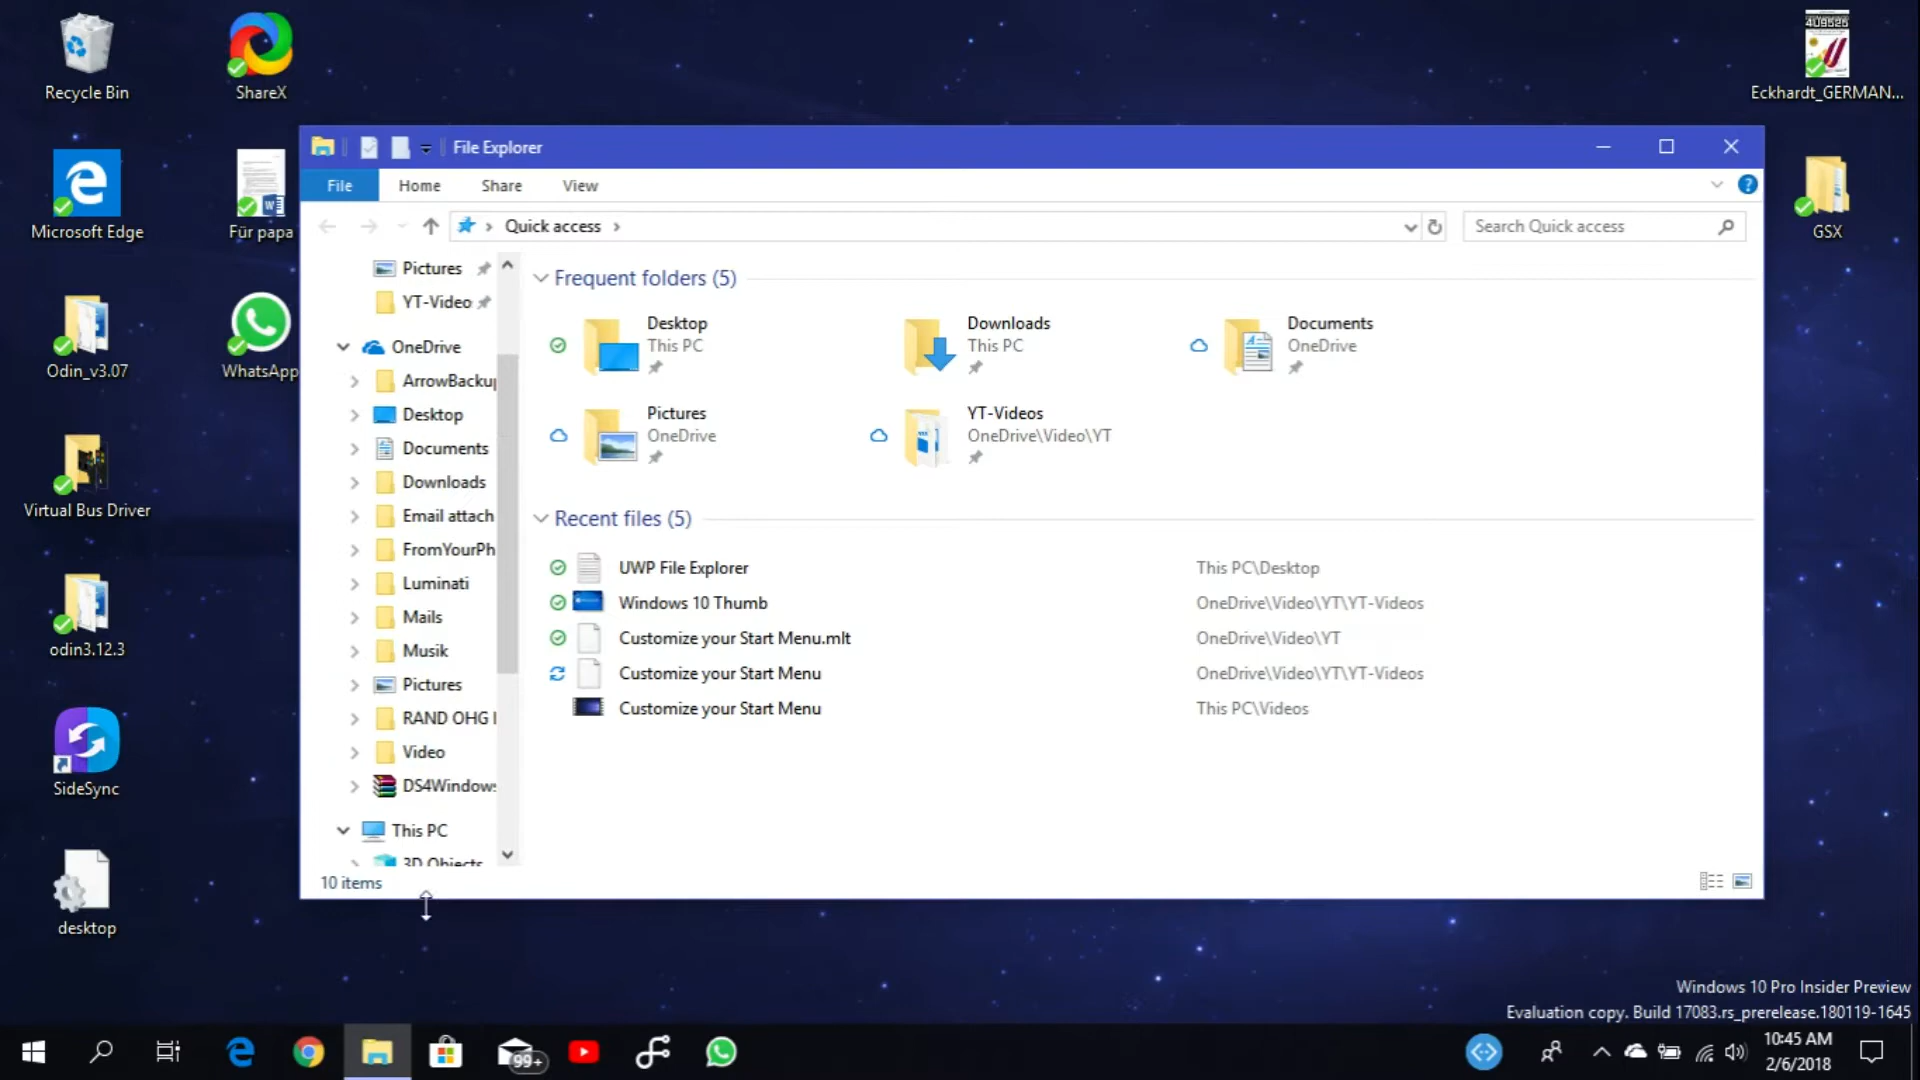 Recycle Bin
ShareX
4U9525
Eckhardt_GERMAN...
Microsoft Edge
Für papa
GSX
Odin_v3.07
WhatsApp
Virtual Bus Driver
odin3.12.3
SideSync
desktop
File Explorer
File Home Share View
Quick access
Search Quick access
Pictures
YT-Video
OneDrive
ArrowBackup
Desktop
Documents
Downloads
Email attach
FromYourPh
Luminati
Mails
Musik
Pictures
RAND OHG
Video
DS4Windows
This PC
3D Objects
Frequent folders (5)
Desktop
This PC
Downloads
This PC
Documents
OneDrive
Pictures
OneDrive
YT-Videos
OneDrive\Video\YT
Recent files (5)
UWP File Explorer This PC\Desktop
Windows 10 Thumb OneDrive\Video\YT\YT-Videos
Customize your Start Menu.mlt OneDrive\Video\YT
Customize your Start Menu OneDrive\Video\YT\YT-Videos
Customize your Start Menu This PC\Videos
10 items
Windows 10 Pro Insider Preview
Evaluation copy. Build 17083.rs_prerelease.180119-1645
99+
10:45 AM
2/6/2018